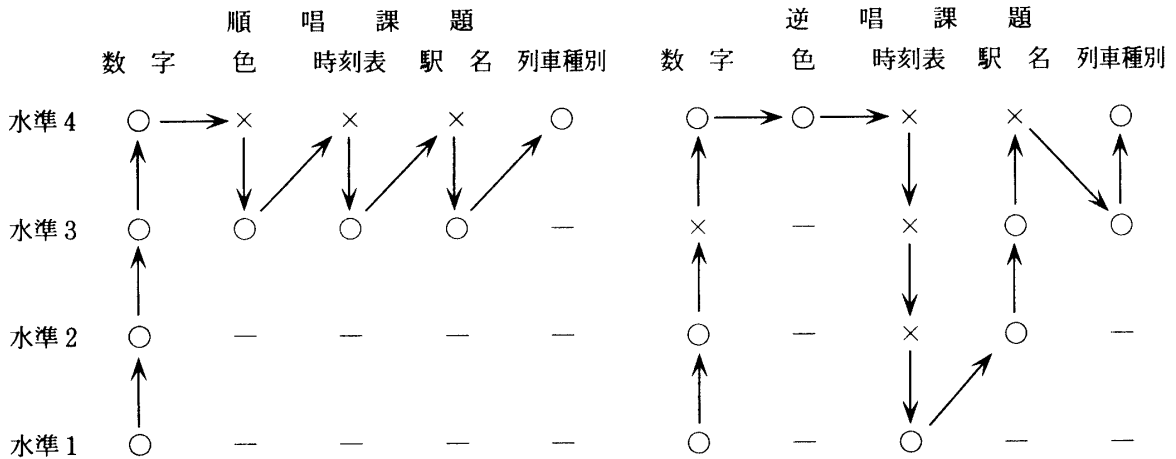 順唱課題 逆唱課題
数字 色 時刻表 駅名 列車種別 数字 色 時刻表 駅名 列車種別
水準4 ○ × × × ○ ○ ○ × × ○
水準3 ○ ○ ○ ○ — × — × ○ ○
水準2 ○ — — — — ○ — × ○ —
水準1 ○ — — — — ○ — ○ — —